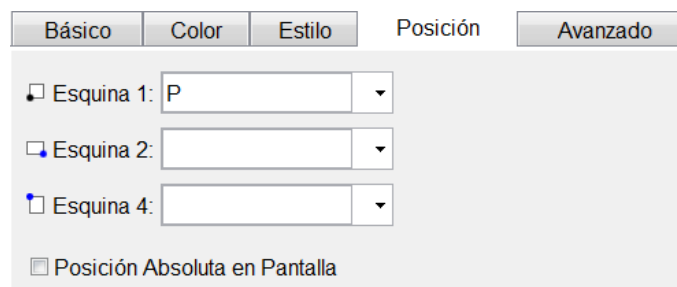 Básico Color Estilo Posición Avanzado
Esquina 1: P
Esquina 2:
Esquina 4:
Posición Absoluta en Pantalla